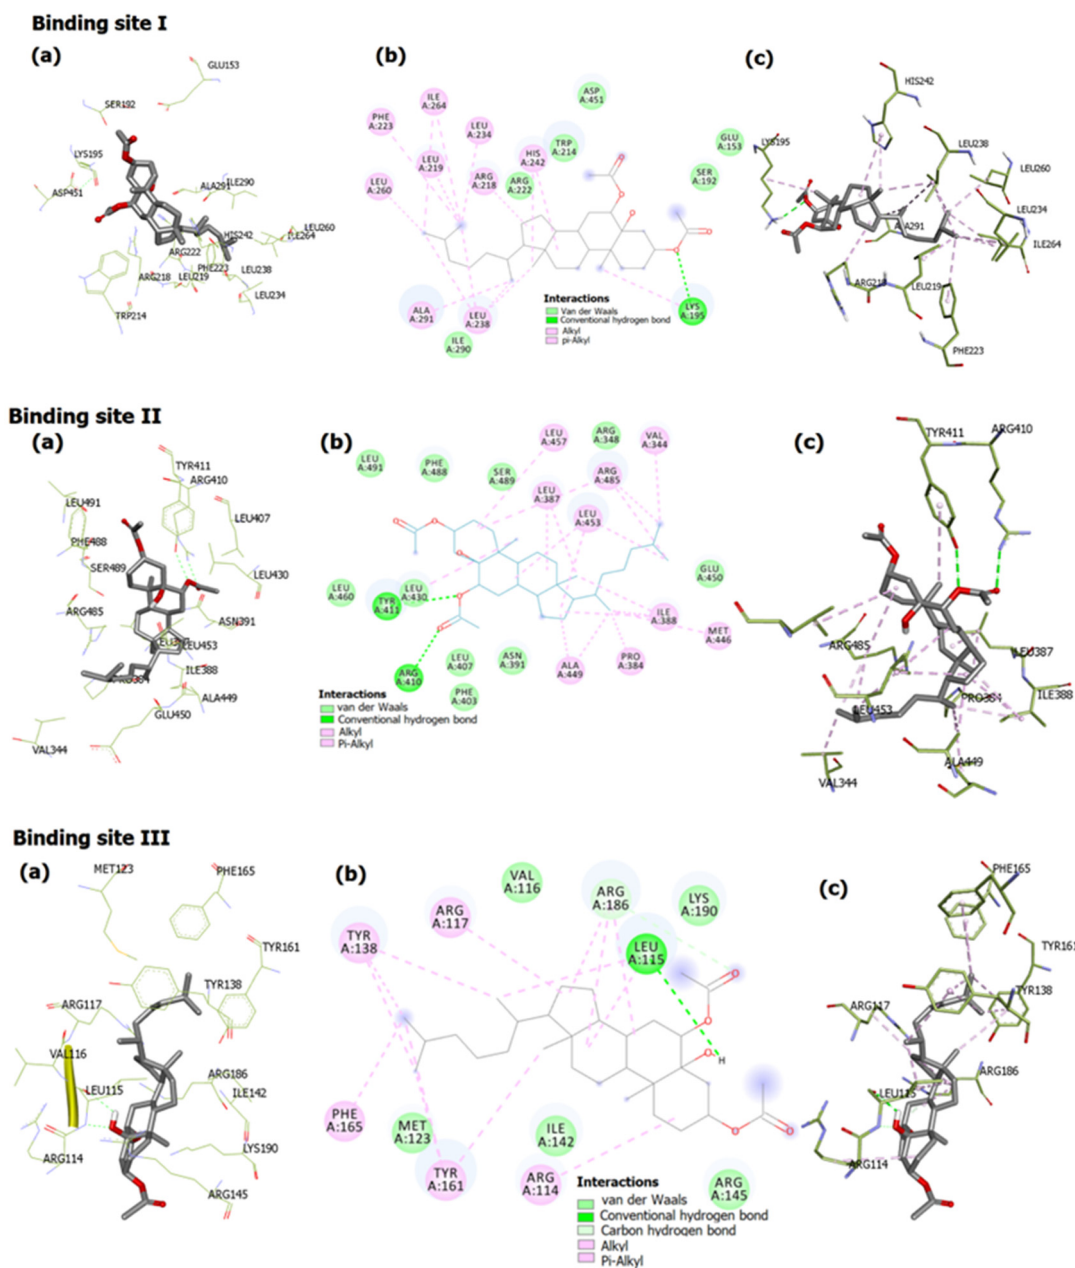 Binding site I
(a)
GLU153
SER192
LYS195
ASP451
ALA291
ILE290
LEU260
HIS242
ILE264
ARG222
PHE223
LEU238
ARG218
LEU219
LEU234
TRP214
(b)
ILE
A:264
ASP
A:451
PHE
A:223
LEU
A:234
GLU
A:153
HIS
A:242
TRP
A:214
LEU
A:219
ARG
A:218
ARG
A:222
SER
A:192
LEU
A:260
ALA
A:291
LEU
A:238
ILE
A:290
LYS
A:195
Interactions
Van der Waals
Conventional hydrogen bond
Alkyl
pi-Alkyl
(c)
HIS242
LYS195
LEU238
LEU260
LEU234
ILE264
ARG218
LEU219
PHE223
Binding site II
(a)
TYR411
ARG410
LEU491
LEU407
PHE488
SER489
LEU430
ARG485
ASN391
LEU453
ILE388
ALA449
GLU450
VAL344
(b)
LEU
A:457
ARG
A:348
VAL
A:344
LEU
A:491
PHE
A:488
SER
A:489
ARG
A:485
LEU
A:387
LEU
A:453
GLU
A:450
LEU
A:460
TYR
A:411
LEU
A:430
ILE
A:388
MET
A:446
ARG
A:410
LEU
A:407
ASN
A:391
ALA
A:449
PRO
A:384
PHE
A:403
Interactions
van der Waals
Conventional hydrogen bond
Alkyl
Pi-Alkyl
(c)
TYR411
ARG410
ARG485
LEU387
ILE388
PRO384
LEU453
ALA449
VAL344
Binding site III
(a)
MET123
PHE165
TYR161
TYR138
ARG117
VAL116
LEU115
ARG186
ILE142
ARG114
LYS190
ARG145
(b)
VAL
A:116
ARG
A:186
LYS
A:190
ARG
A:117
TYR
A:138
LEU
A:115
H
PHE
A:165
MET
A:123
ILE
A:142
TYR
A:161
ARG
A:114
ARG
A:145
Interactions
van der Waals
Conventional hydrogen bond
Carbon hydrogen bond
Alkyl
Pi-Alkyl
(c)
PHE165
TYR161
TYR138
ARG117
ARG186
LEU115
ARG114